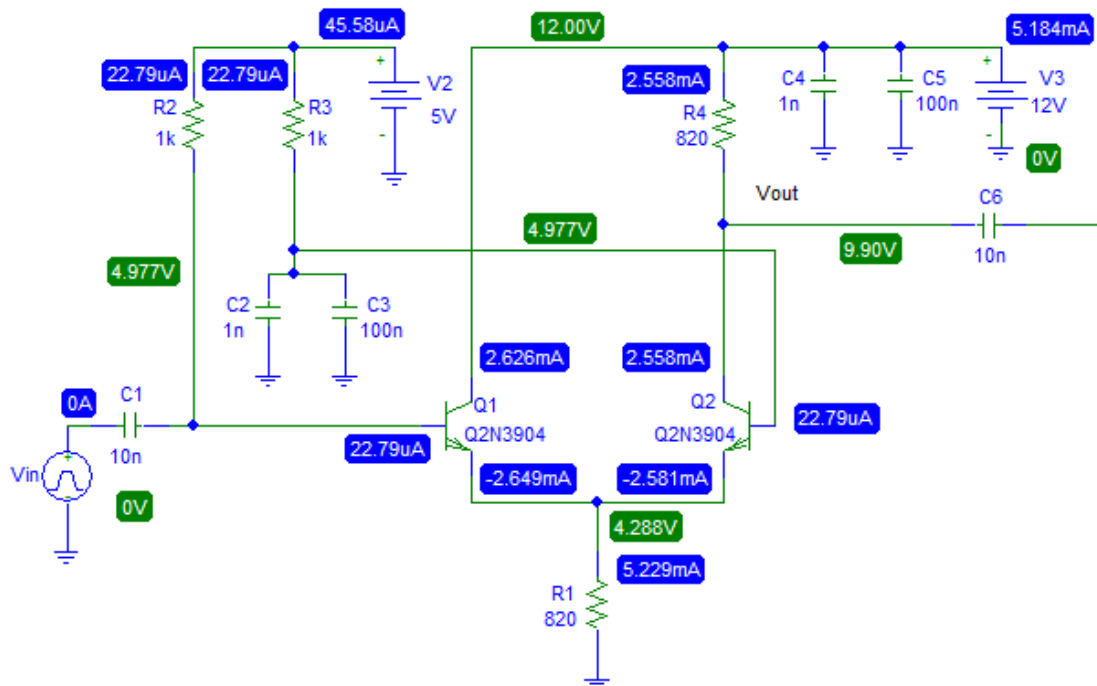 45.58uA
12.00V
5.184mA
22.79uA
22.79uA
2.558mA
R2
1k
R3
1k
V2
5V
R4
820
C4
1n
C5
100n
V3
12V
0V
Vout
C6
10n
4.977V
4.977V
9.90V
C2
1n
C3
100n
2.626mA
2.558mA
0A
C1
10n
Q1
Q2N3904
Q2
Q2N3904
22.79uA
22.79uA
Vin
0V
-2.649mA
-2.581mA
4.288V
5.229mA
R1
820